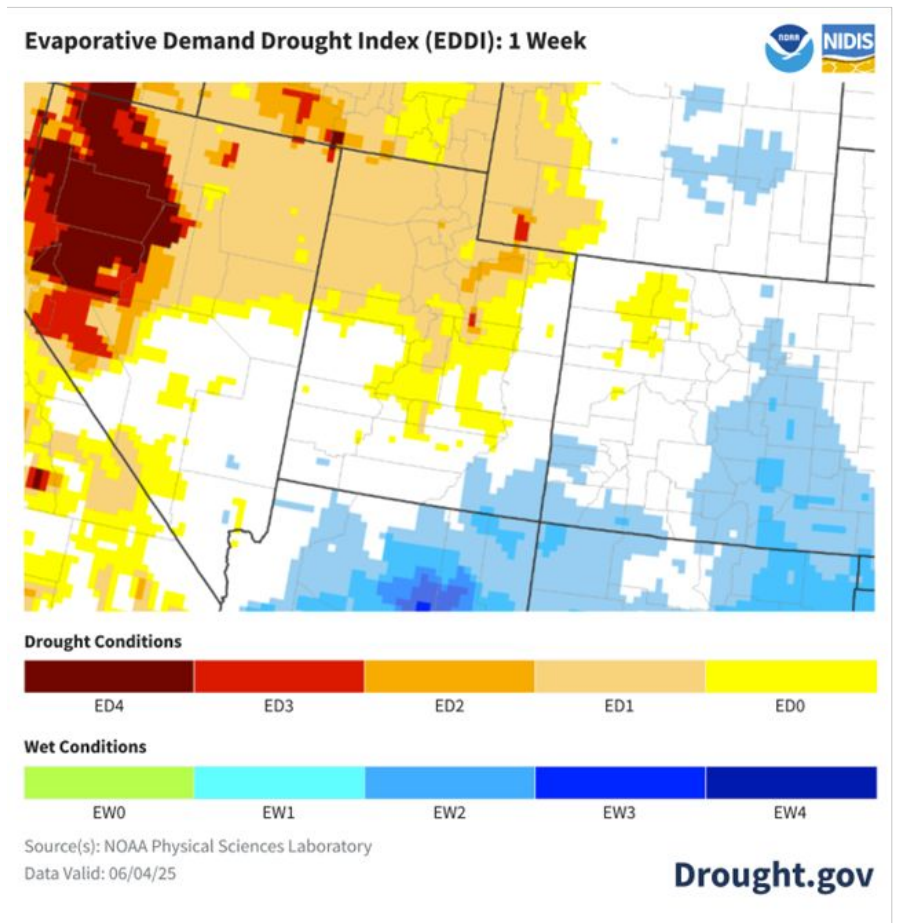 Evaporative Demand Drought Index (EDDI): 1 Week
NOAA
NIDIS
Drought Conditions
ED4 ED3 ED2 ED1 ED0
Wet Conditions
EW0 EW1 EW2 EW3 EW4
Source(s): NOAA Physical Sciences Laboratory
Data Valid: 06/04/25
Drought.gov